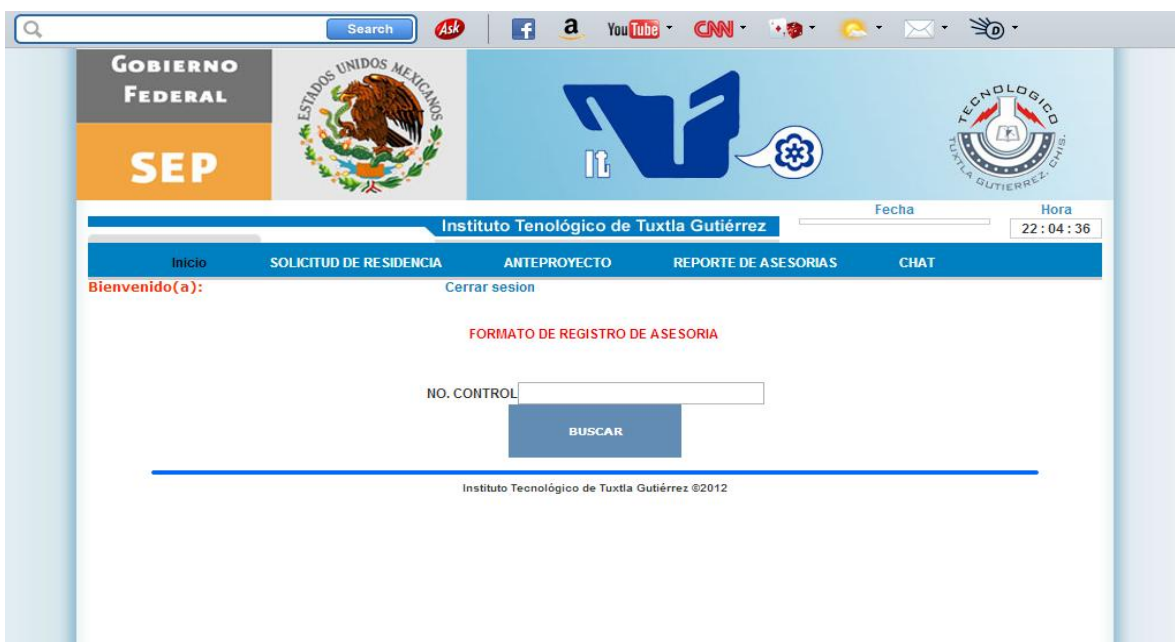 Search Ask f a YouTube CNN
GOBIERNO
FEDERAL
SEP
ESTADOS UNIDOS MEXICANOS
It
TECNOLOGICO
TUXTLA GUTIERREZ, CHIS.
Fecha Hora
Instituto Tenológico de Tuxtla Gutiérrez 22:04:36
Inicio SOLICITUD DE RESIDENCIA ANTEPROYECTO REPORTE DE ASESORIAS CHAT
Bienvenido(a): Cerrar sesion
FORMATO DE REGISTRO DE ASESORIA
NO. CONTROL
BUSCAR
Instituto Tecnológico de Tuxtla Gutiérrez ©2012